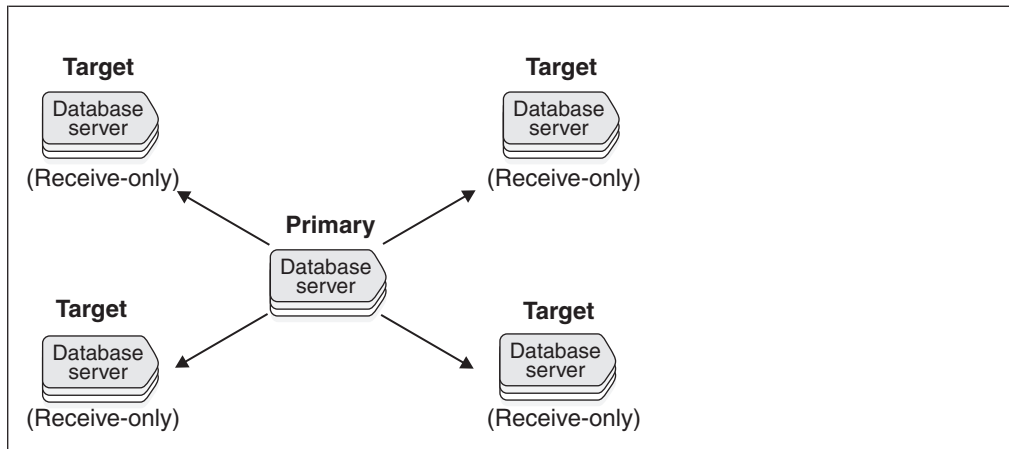 Target
Database
server
(Receive-only)
Target
Database
server
(Receive-only)
Primary
Database
server
Target
Database
server
(Receive-only)
Target
Database
server
(Receive-only)